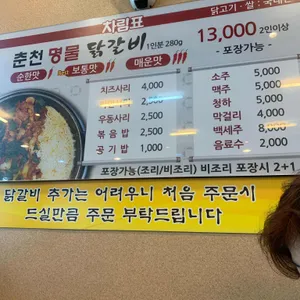 차림표
닭고기 · 쌀 : 국내산
춘천 명물 닭갈비 1인분 280g
13,000 2인이상
- 포장가능 -
순한맛 보통맛 매운맛
치즈사리 4,000
2,500
우동사리 2,500
볶음밥 2,500
공기밥 1,000
소주 5,000
맥주 5,000
청하 5,000
막걸리 4,000
백세주 8,000
음료수 2,000
포장가능(조리/비조리) 비조리 포장시 2+1
닭갈비 추가는 어려우니 처음 주문시
드실만큼 주문 부탁드립니다